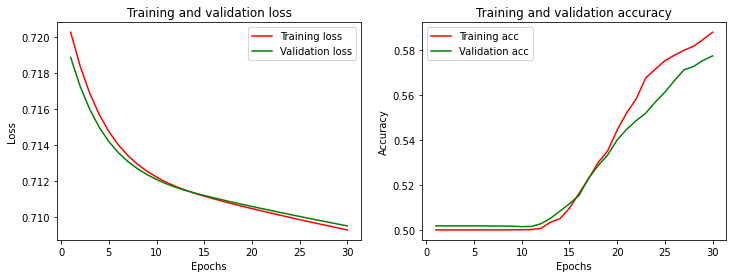 Training and validation loss
0.720
0.718
0.716
0.714
0.712
0.710
Loss
Training loss
Validation loss
0 5 10 15 20 25 30
Epochs
Training and validation accuracy
0.58
0.56
0.54
0.52
0.50
Accuracy
Training acc
Validation acc
0 5 10 15 20 25 30
Epochs